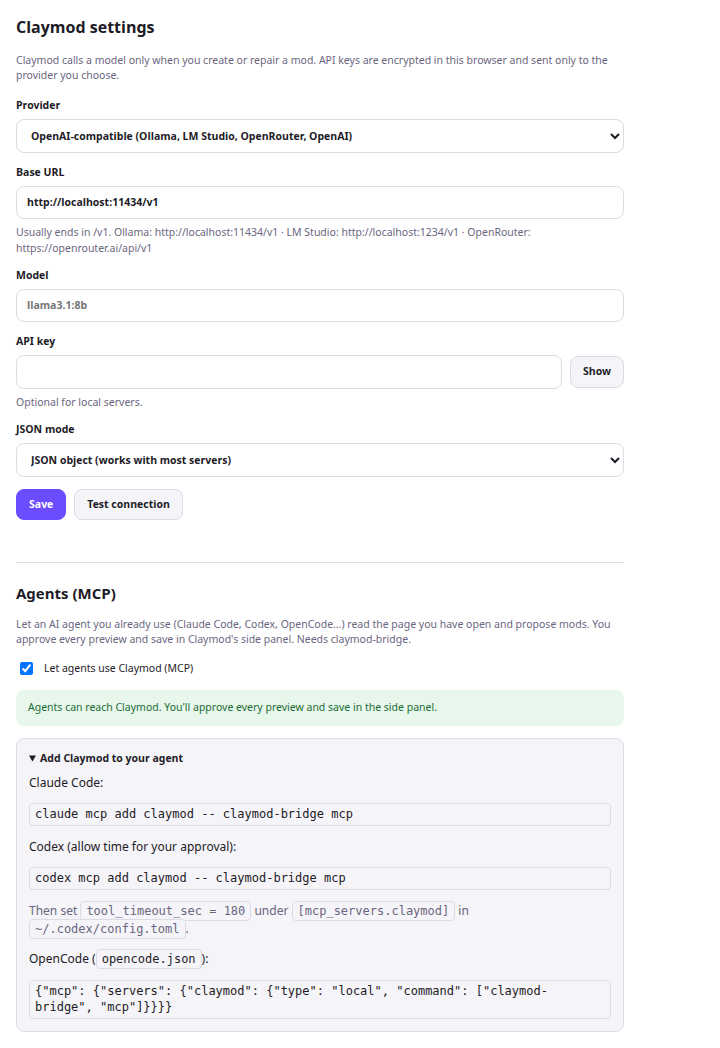 Claymod settings
Claymod calls a model only when you create or repair a mod. API keys are encrypted in this browser and sent only to the
provider you choose.
Provider
OpenAI-compatible (Ollama, LM Studio, OpenRouter, OpenAI)
Base URL
http://localhost:11434/v1
Usually ends in /v1. Ollama: http://localhost:11434/v1 · LM Studio: http://localhost:1234/v1 · OpenRouter:
https://openrouter.ai/api/v1
Model
llama3.1:8b
API key
Show
Optional for local servers.
JSON mode
JSON object (works with most servers)
Save
Test connection
Agents (MCP)
Let an AI agent you already use (Claude Code, Codex, OpenCode…) read the page you have open and propose mods. You
approve every preview and save in Claymod's side panel. Needs claymod-bridge.
Let agents use Claymod (MCP)
Agents can reach Claymod. You'll approve every preview and save in the side panel.
▼ Add Claymod to your agent
Claude Code:
claude mcp add claymod -- claymod-bridge mcp
Codex (allow time for your approval):
codex mcp add claymod -- claymod-bridge mcp
Then set tool_timeout_sec = 180 under [mcp_servers.claymod] in
~/.codex/config.toml.
OpenCode (opencode.json):
{"mcp": {"servers": {"claymod": {"type": "local", "command": ["claymod-
bridge", "mcp"]}}}}